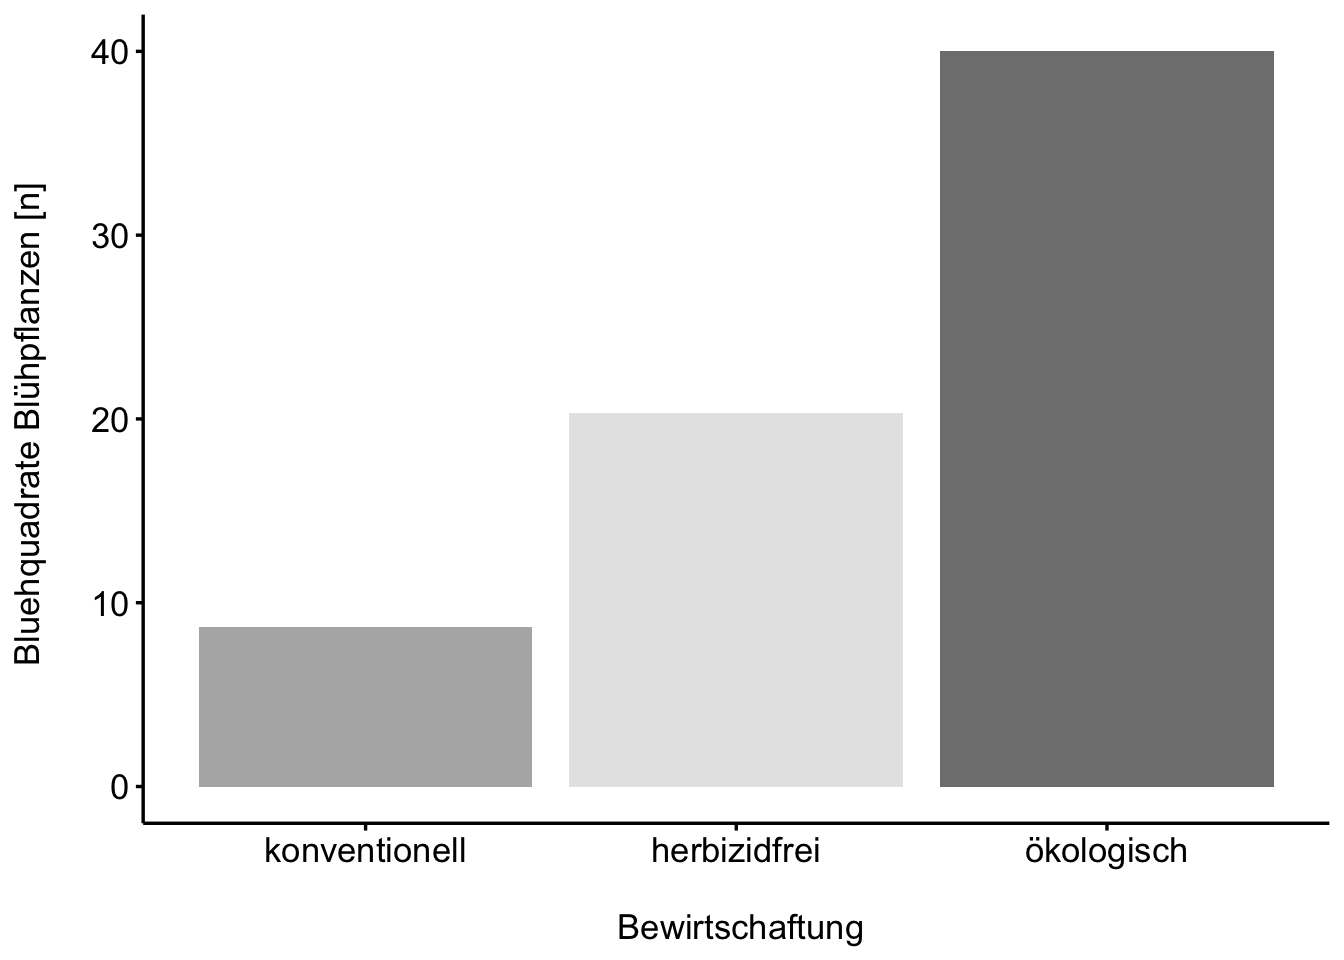 Bluehquadrate Blühpflanzen [n]
40
30
20
10
0
konventionell herbizidfrei ökologisch
Bewirtschaftung